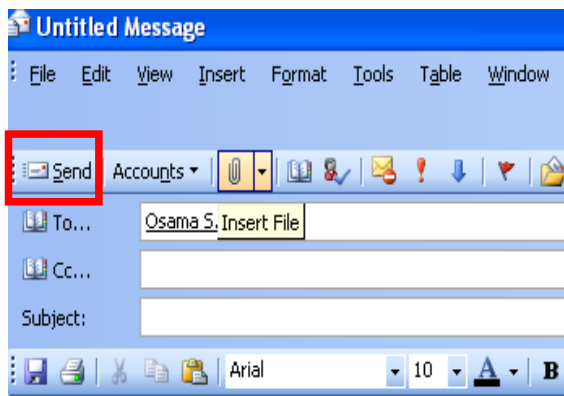 Untitled Message
File Edit View Insert Format Tools Table Window
Send Accounts
To... Osama S. Insert File
Cc...
Subject:
Arial 10 A B